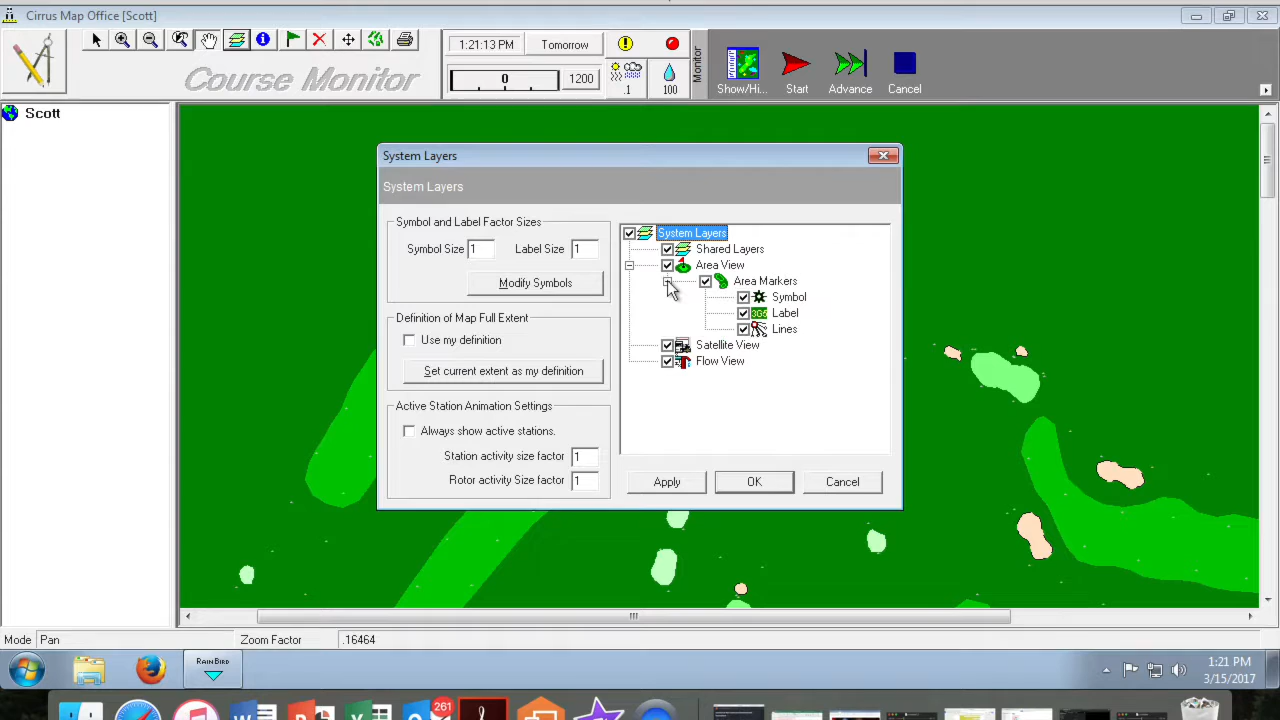 Cirrus Map Office [Scott]
1:21:13 PM
Tomorrow
Course Monitor
0
1200
.1
100
Monitor
Show/Hi...
Start
Advance
Cancel
Scott
System Layers
System Layers
Symbol and Label Factor Sizes
Symbol Size 1
Label Size 1
Modify Symbols
Definition of Map Full Extent
Use my definition
Set current extent as my definition
Active Station Animation Settings
Always show active stations.
Station activity size factor 1
Rotor activity Size factor 1
System Layers
Shared Layers
Area View
Area Markers
Symbol
3G5 Label
Lines
Satellite View
Flow View
Apply
OK
Cancel
Mode Pan
Zoom Factor .16464
RAIN BIRD
1:21 PM
3/15/2017
261